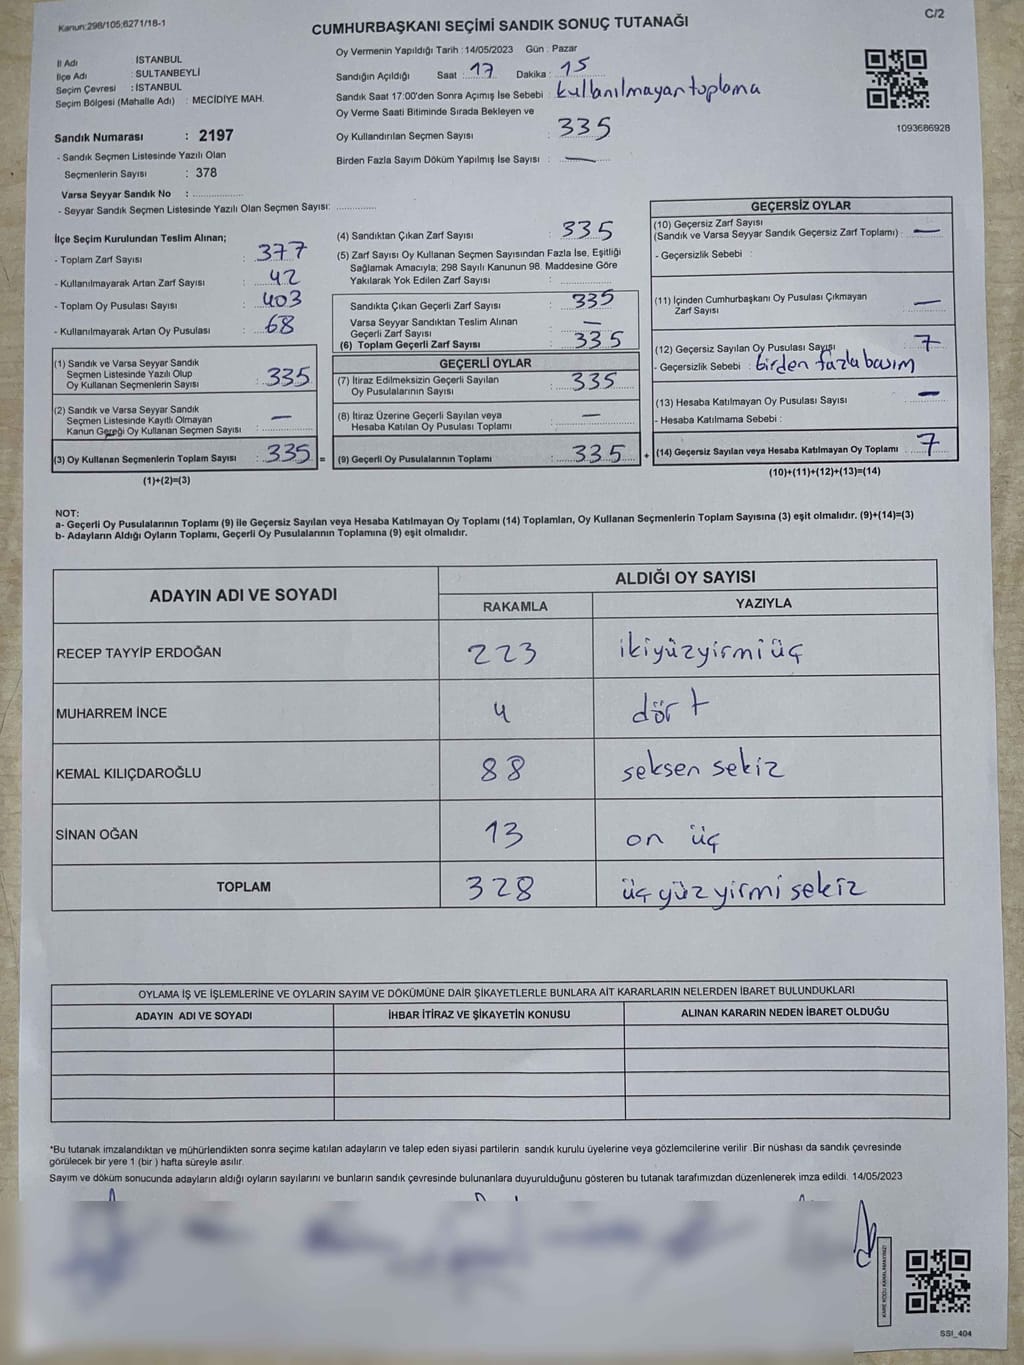 Kanun:298/105;6271/18-1
CUMHURBAŞKANI SEÇİMİ SANDIK SONUÇ TUTANAĞI
C/2
İl Adı : İSTANBUL
İlçe Adı : SULTANBEYLİ
Seçim Çevresi : İSTANBUL
Seçim Bölgesi (Mahalle Adı) : MECİDİYE MAH.
Sandık Numarası : 2197
- Sandık Seçmen Listesinde Yazılı Olan
Seçmenlerin Sayısı : 378
Varsa Seyyar Sandık No :
- Seyyar Sandık Seçmen Listesinde Yazılı Olan Seçmen Sayısı:
Oy Vermenin Yapıldığı Tarih : 14/05/2023 Gün : Pazar
Sandığın Açıldığı Saat : 17 Dakika : 15
Sandık Saat 17:00'den Sonra Açımış İse Sebebi : kullanılmayan toplama
Oy Verme Saati Bitiminde Sırada Bekleyen ve
Oy Kullandırılan Seçmen Sayısı : 335
Birden Fazla Sayım Döküm Yapılmış İse Sayısı : —
1093686928
İlçe Seçim Kurulundan Teslim Alınan;
- Toplam Zarf Sayısı : 377
- Kullanılmayarak Artan Zarf Sayısı : 42
- Toplam Oy Pusulası Sayısı : 403
- Kullanılmayarak Artan Oy Pusulası : 68
(1) Sandık ve Varsa Seyyar Sandık
Seçmen Listesinde Yazılı Olup
Oy Kullanan Seçmenlerin Sayısı : 335
(2) Sandık ve Varsa Seyyar Sandık
Seçmen Listesinde Kayıtlı Olmayan
Kanun Gereği Oy Kullanan Seçmen Sayısı : —
(3) Oy Kullanan Seçmenlerin Toplam Sayısı : 335 =
(1)+(2)=(3)
(4) Sandıktan Çıkan Zarf Sayısı : 335
(5) Zarf Sayısı Oy Kullanan Seçmen Sayısından Fazla İse, Eşitliği
Sağlamak Amacıyla; 298 Sayılı Kanunun 98. Maddesine Göre
Yakılarak Yok Edilen Zarf Sayısı :
Sandıkta Çıkan Geçerli Zarf Sayısı : 335
Varsa Seyyar Sandıktan Teslim Alınan
Geçerli Zarf Sayısı : —
(6) Toplam Geçerli Zarf Sayısı : 335
GEÇERLİ OYLAR
(7) İtiraz Edilmeksizin Geçerli Sayılan
Oy Pusulalarının Sayısı : 335
(8) İtiraz Üzerine Geçerli Sayılan veya
Hesaba Katılan Oy Pusulası Toplamı : —
(9) Geçerli Oy Pusulalarının Toplamı : 335 +
GEÇERSİZ OYLAR
(10) Geçersiz Zarf Sayısı
(Sandık ve Varsa Seyyar Sandık Geçersiz Zarf Toplamı) : —
- Geçersizlik Sebebi :
(11) İçinden Cumhurbaşkanı Oy Pusulası Çıkmayan
Zarf Sayısı : —
(12) Geçersiz Sayılan Oy Pusulası Sayısı : 7
- Geçersizlik Sebebi : birden fazla basım
(13) Hesaba Katılmayan Oy Pusulası Sayısı : —
- Hesaba Katılmama Sebebi :
(14) Geçersiz Sayılan veya Hesaba Katılmayan Oy Toplamı : 7
(10)+(11)+(12)+(13)=(14)
NOT:
a- Geçerli Oy Pusulalarının Toplamı (9) ile Geçersiz Sayılan veya Hesaba Katılmayan Oy Toplamı (14) Toplamları, Oy Kullanan Seçmenlerin Toplam Sayısına (3) eşit olmalıdır. (9)+(14)=(3)
b- Adayların Aldığı Oyların Toplamı, Geçerli Oy Pusulalarının Toplamına (9) eşit olmalıdır.
ADAYIN ADI VE SOYADI
ALDIĞI OY SAYISI
RAKAMLA YAZIYLA
RECEP TAYYİP ERDOĞAN 223 ikiyüzyirmiüç
MUHARREM İNCE 4 dört
KEMAL KILIÇDAROĞLU 88 seksen sekiz
SİNAN OĞAN 13 on üç
TOPLAM 328 üçyüzyirmisekiz
OYLAMA İŞ VE İŞLEMLERİNE VE OYLARIN SAYIM VE DÖKÜMÜNE DAİR ŞİKAYETLERLE BUNLARA AİT KARARLARIN NELERDEN İBARET BULUNDUKLARI
ADAYIN ADI VE SOYADI İHBAR İTİRAZ VE ŞİKAYETİN KONUSU ALINAN KARARIN NEDEN İBARET OLDUĞU
*Bu tutanak imzalandıktan ve mühürlendikten sonra seçime katılan adayların ve talep eden siyasi partilerin sandık kurulu üyelerine veya gözlemcilerine verilir. Bir nüshası da sandık çevresinde
görülecek bir yere 1 (bir) hafta süreyle asılır.
Sayım ve döküm sonucunda adayların aldığı oyların sayılarını ve bunların sandık çevresinde bulunanlara duyurulduğunu gösteren bu tutanak tarafımızdan düzenlenerek imza edildi. 14/05/2023
SSI_404